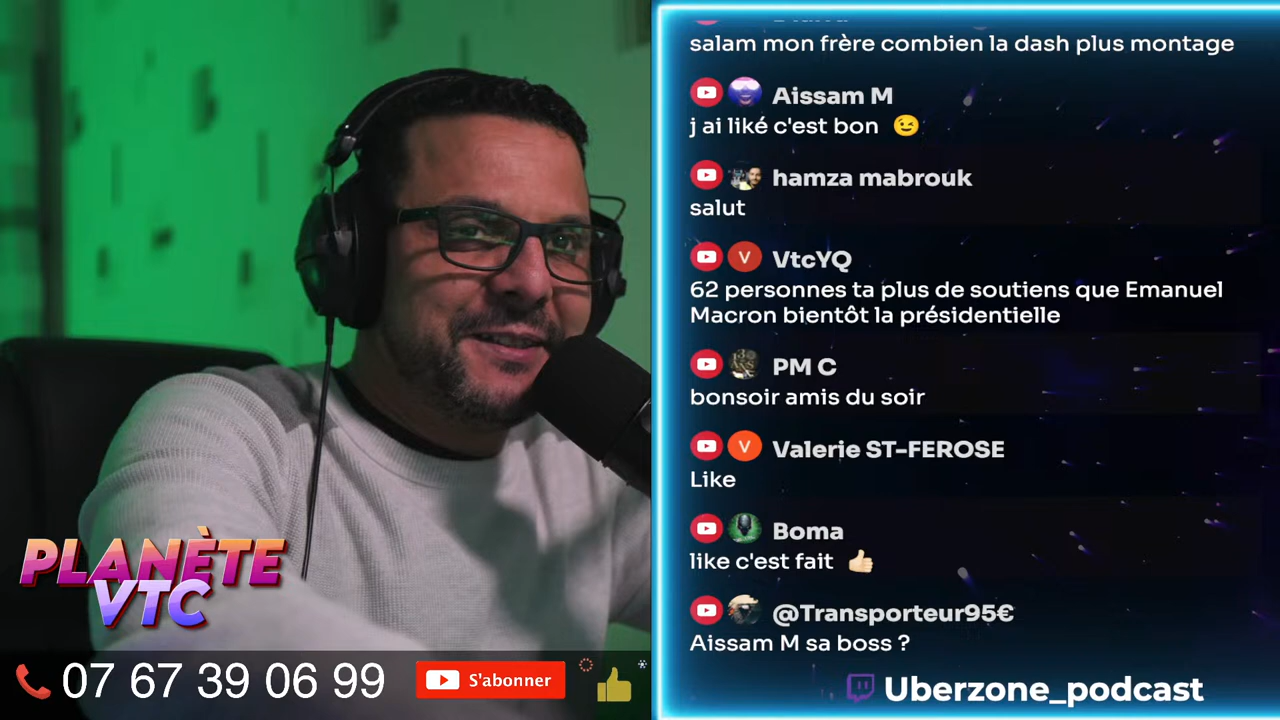 salam mon frère combien la dash plus montage
Aissam M
j ai liké c'est bon 😉
hamza mabrouk
salut
V VtcYQ
62 personnes ta plus de soutiens que Emanuel
Macron bientôt la présidentielle
PM C
bonsoir amis du soir
V Valerie ST-FEROSE
Like
Boma
like c'est fait 👍🏻
@Transporteur95€
Aissam M sa boss ?
Uberzone_podcast
PLANÈTE
VTC
07 67 39 06 99
S'abonner